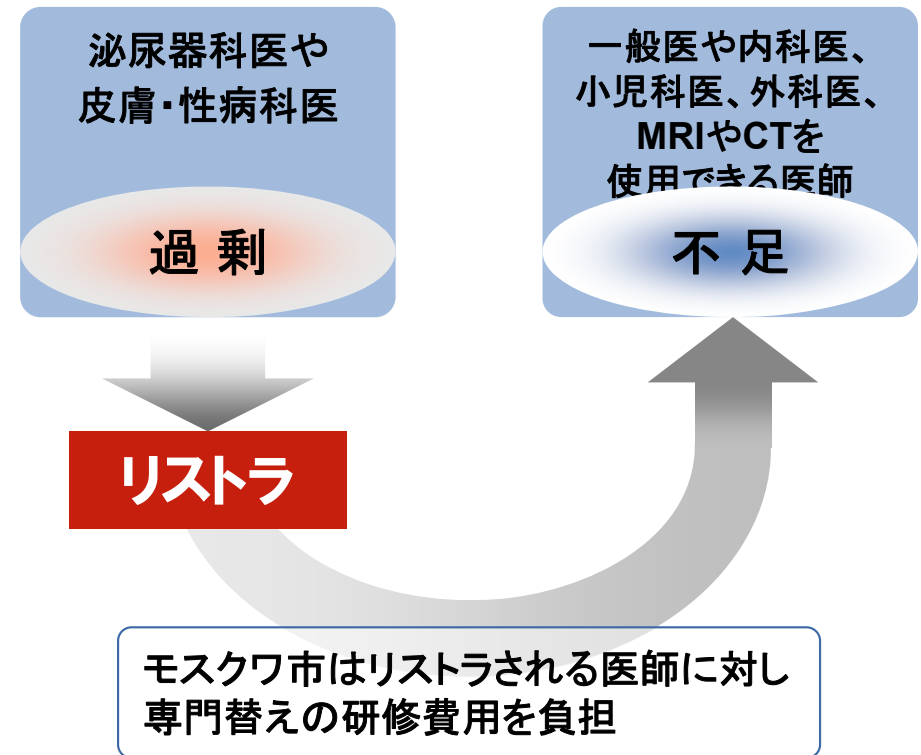 泌尿器科医や
皮膚・性病科医
過 剰
一般医や内科医、
小児科医、外科医、
MRIやCTを
使用できる医師
不 足
リストラ
モスクワ市はリストラされる医師に対し
専門替えの研修費用を負担